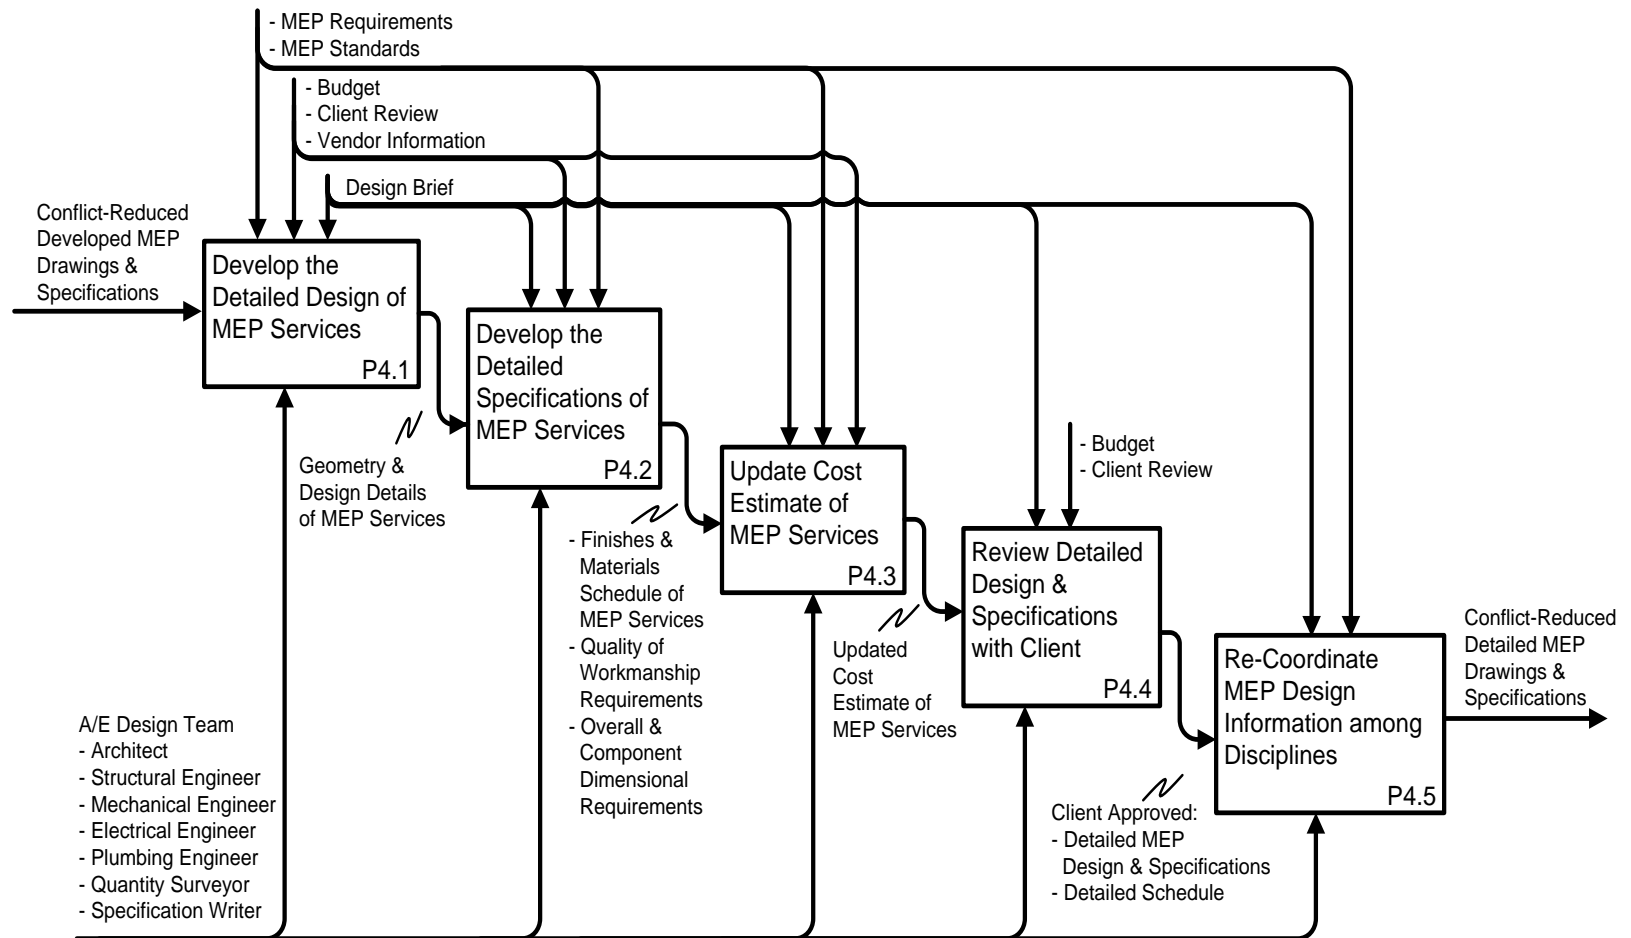 - MEP Requirements
- MEP Standards
- Budget
- Client Review
- Vendor Information
Design Brief
Conflict-Reduced
Developed MEP
Drawings &
Specifications
Develop the
Detailed Design of
MEP Services
P4.1
Geometry &
Design Details
of MEP Services
Develop the
Detailed
Specifications of
MEP Services
P4.2
- Finishes &
Materials
Schedule of
MEP Services
- Quality of
Workmanship
Requirements
- Overall &
Component
Dimensional
Requirements
Update Cost
Estimate of
MEP Services
P4.3
Updated
Cost
Estimate of
MEP Services
- Budget
- Client Review
Review Detailed
Design &
Specifications
with Client
P4.4
Client Approved:
- Detailed MEP
Design & Specifications
- Detailed Schedule
Re-Coordinate
MEP Design
Information among
Disciplines
P4.5
Conflict-Reduced
Detailed MEP
Drawings &
Specifications
A/E Design Team
- Architect
- Structural Engineer
- Mechanical Engineer
- Electrical Engineer
- Plumbing Engineer
- Quantity Surveyor
- Specification Writer